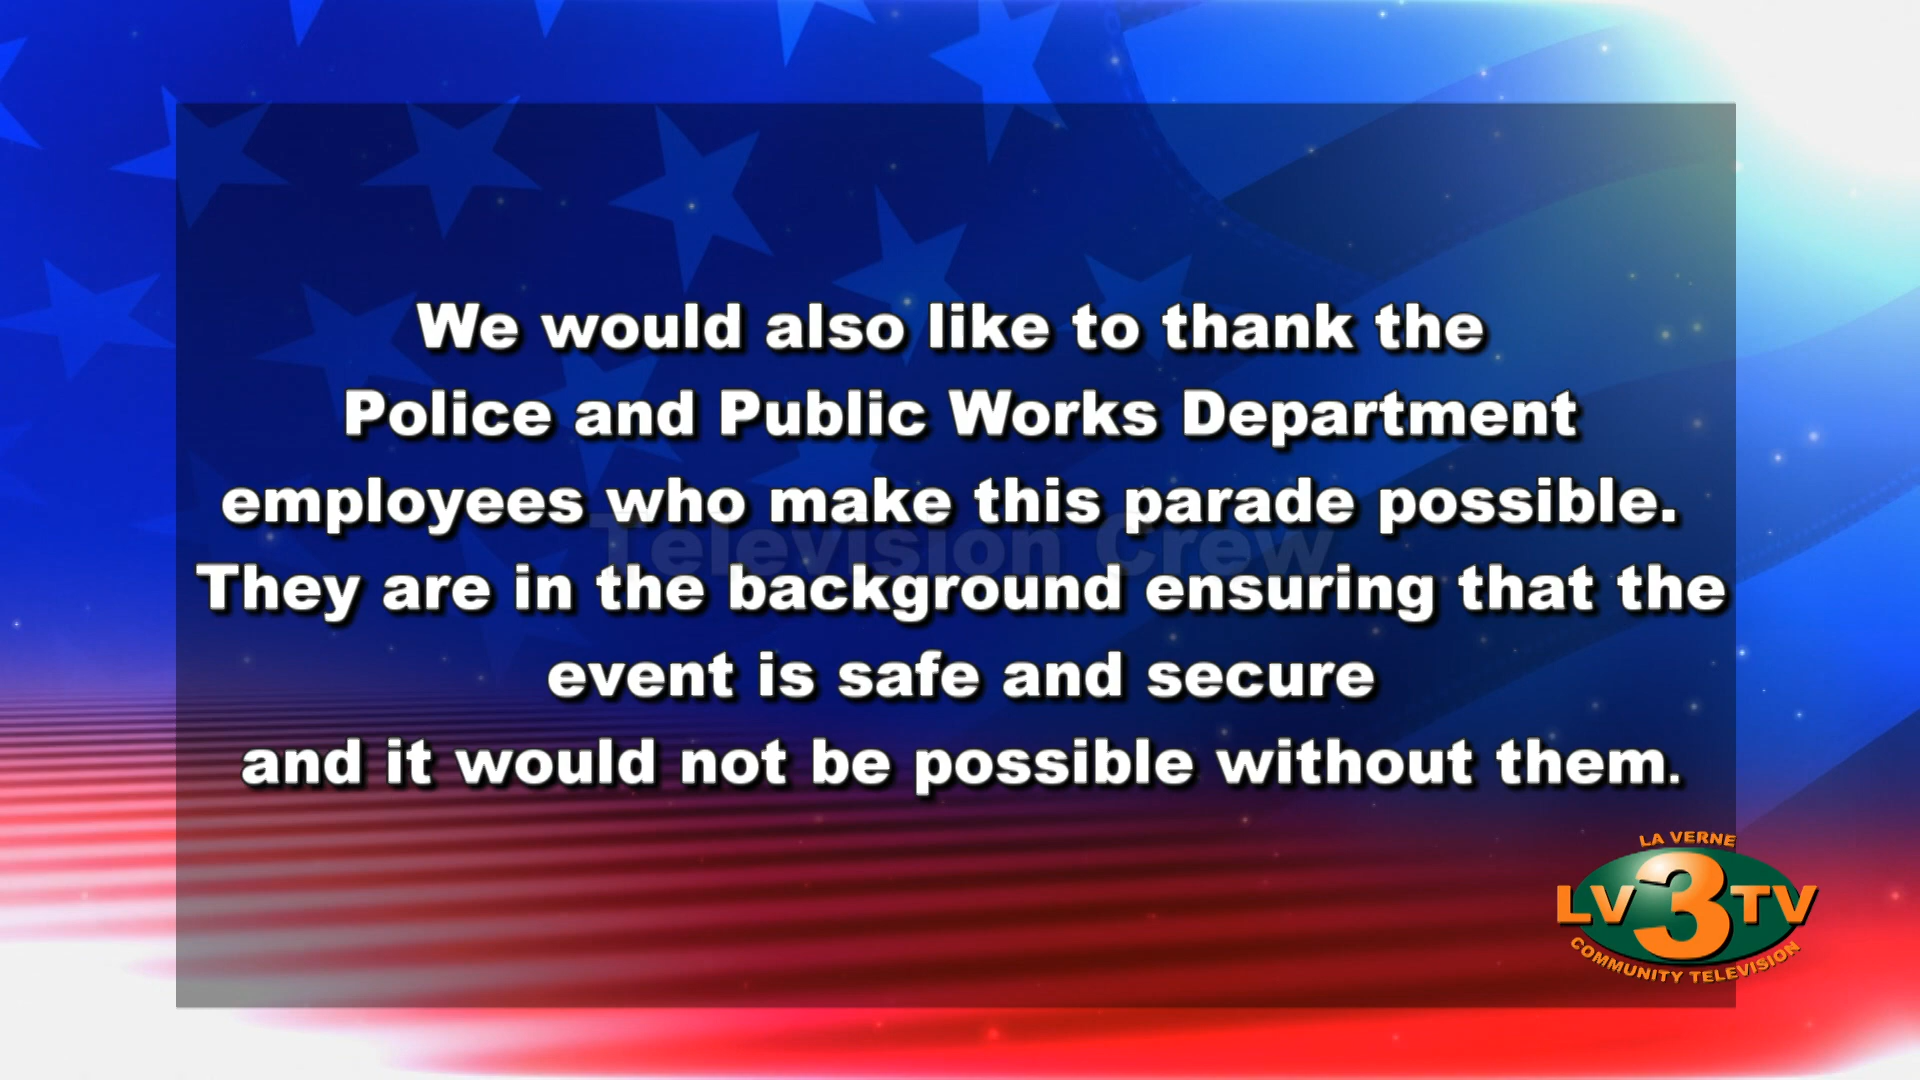 We would also like to thank the
Police and Public Works Department
employees who make this parade possible.
Television Crew
They are in the background ensuring that the
event is safe and secure
and it would not be possible without them.
LA VERNE
LV3TV
COMMUNITY TELEVISION